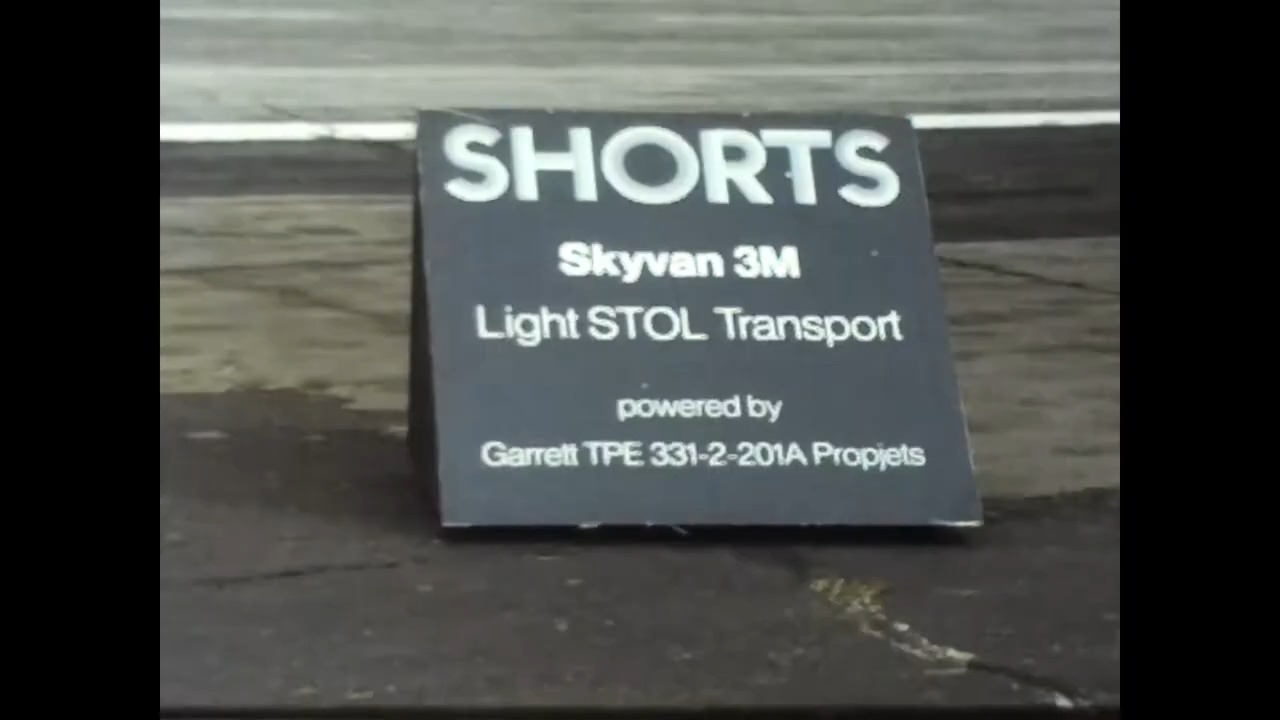 SHORTS
Skyvan 3M
Light STOL Transport
powered by
Garrett TPE 331-2-201A Propjets